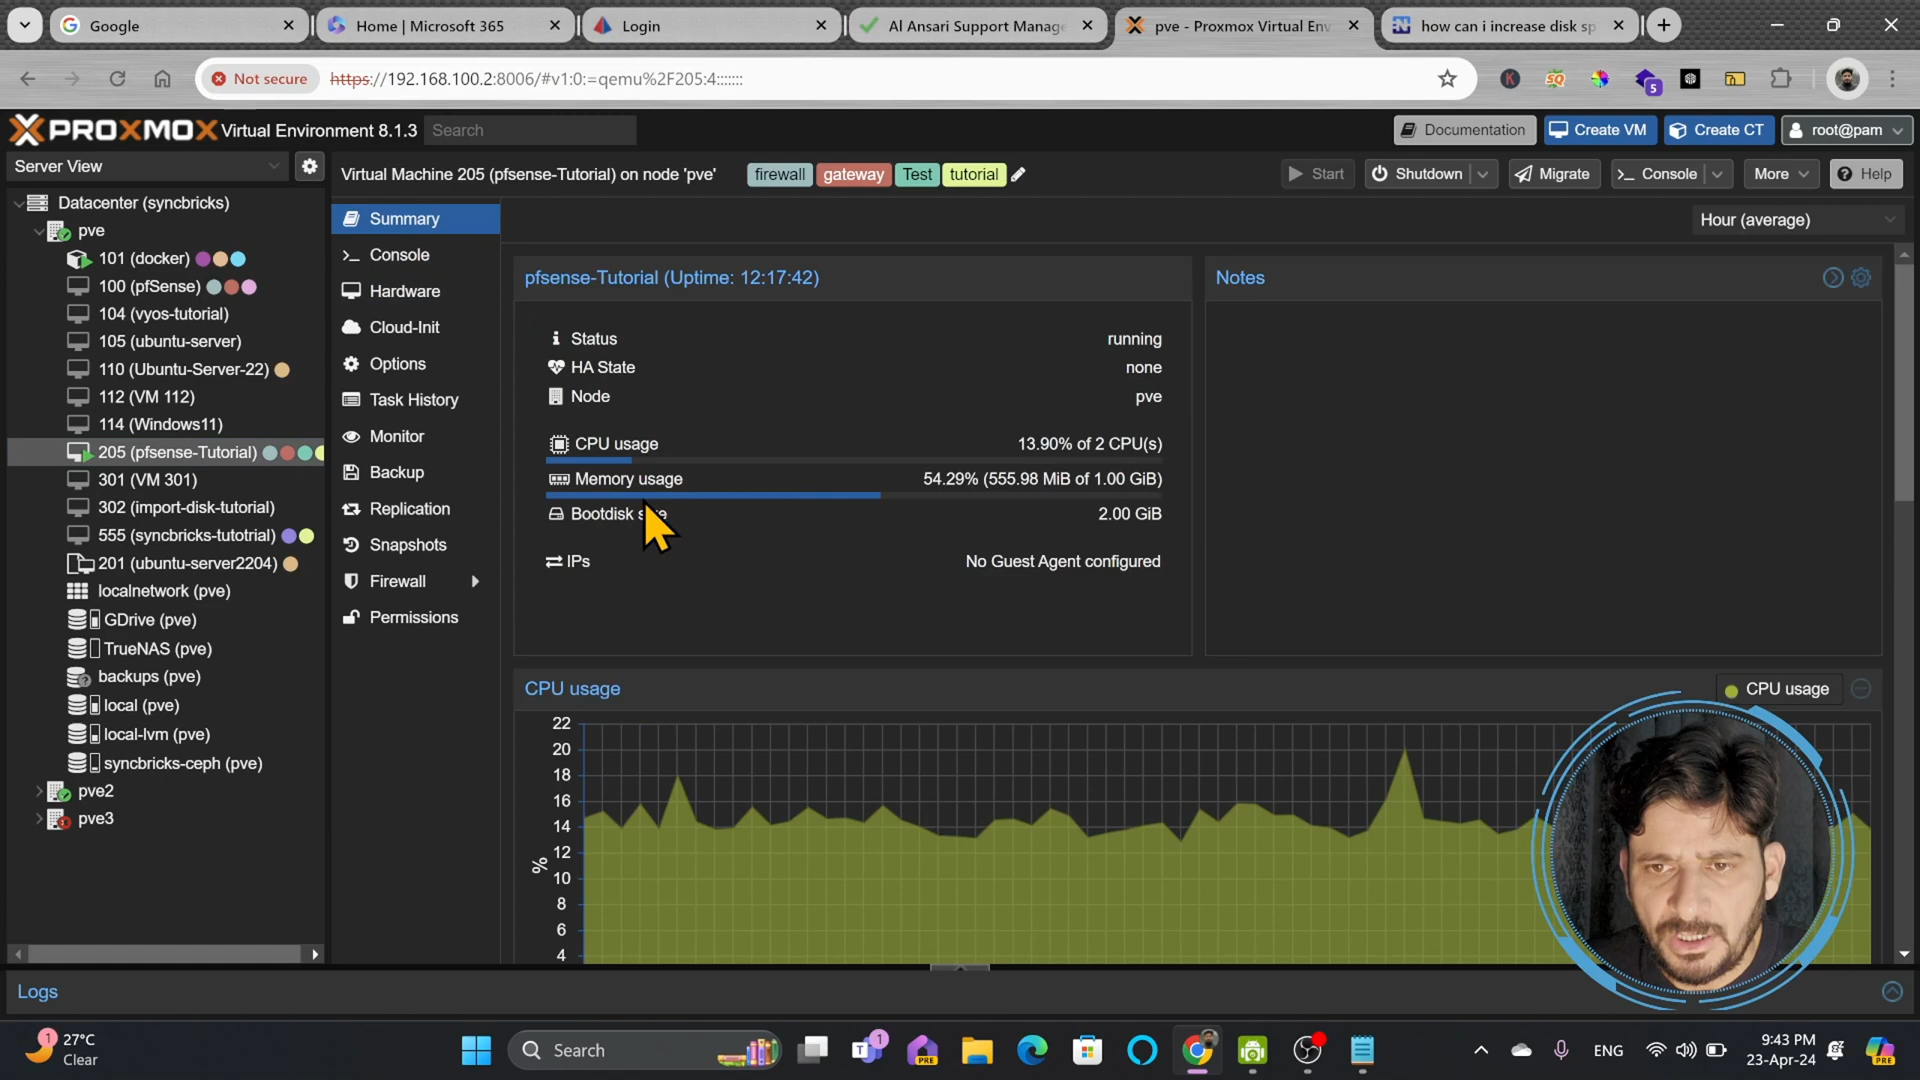 Google
Home | Microsoft 365
Login
Al Ansari Support Manage
pve - Proxmox Virtual Env
how can i increase disk sp
Not secure
https://192.168.100.2:8006/#v1:0:=qemu%2F205:4:::::::
5
PROXMOX Virtual Environment 8.1.3
Search
Documentation
Create VM
Create CT
root@pam
Server View
Virtual Machine 205 (pfsense-Tutorial) on node 'pve'
firewall
gateway
Test
tutorial
Start
Shutdown
Migrate
Console
More
Help
Datacenter (syncbricks)
pve
101 (docker)
100 (pfSense)
104 (vyos-tutorial)
105 (ubuntu-server)
110 (Ubuntu-Server-22)
112 (VM 112)
114 (Windows11)
205 (pfsense-Tutorial)
301 (VM 301)
302 (import-disk-tutorial)
555 (syncbricks-tutotrial)
201 (ubuntu-server2204)
localnetwork (pve)
GDrive (pve)
TrueNAS (pve)
backups (pve)
local (pve)
local-lvm (pve)
syncbricks-ceph (pve)
pve2
pve3
Summary
Console
Hardware
Cloud-Init
Options
Task History
Monitor
Backup
Replication
Snapshots
Firewall
Permissions
Hour (average)
pfsense-Tutorial (Uptime: 12:17:42)
Status running
HA State none
Node pve
CPU usage 13.90% of 2 CPU(s)
Memory usage 54.29% (555.98 MiB of 1.00 GiB)
Bootdisk 2.00 GiB
IPs No Guest Agent configured
Notes
CPU usage
CPU usage
22
20
18
16
14
12
10
8
6
4
%
Logs
1
27°C
Clear
Search
1
PRE
ENG
9:43 PM
23-Apr-24
PRE